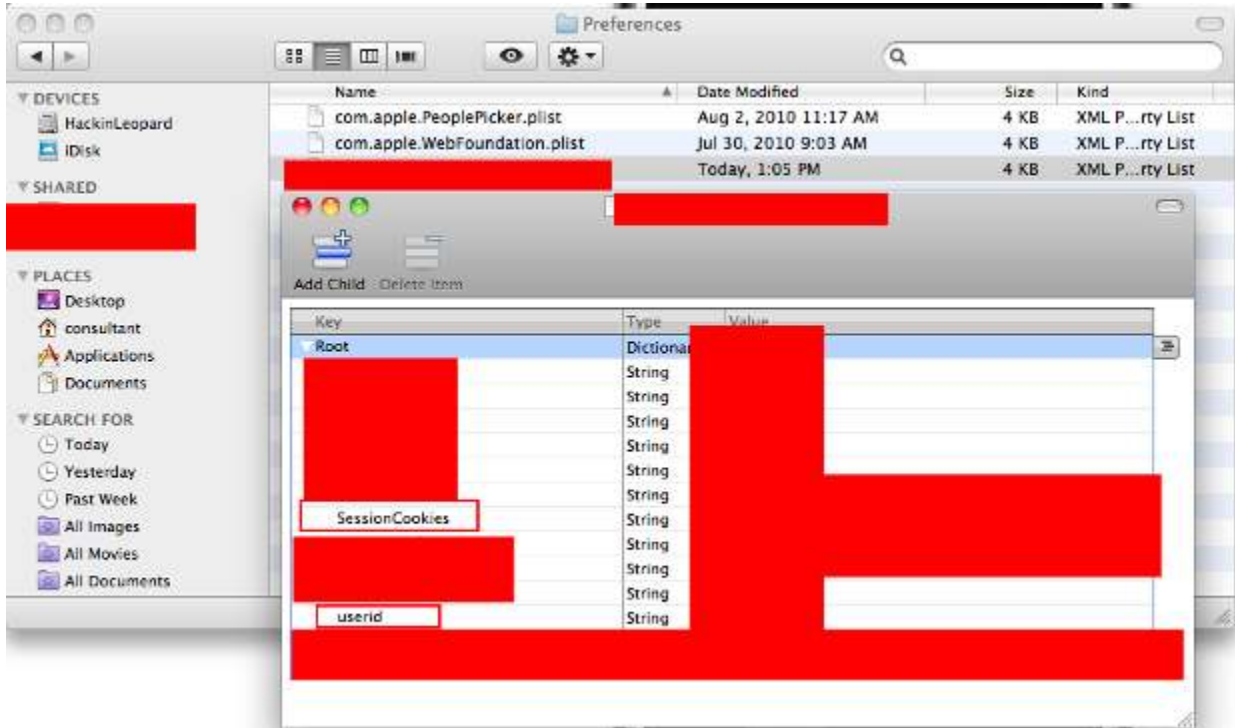 Preferences
DEVICES
HackinLeopard
iDisk
SHARED
PLACES
Desktop
consultant
Applications
Documents
SEARCH FOR
Today
Yesterday
Past Week
All Images
All Movies
All Documents
Name Date Modified Size Kind
com.apple.PeoplePicker.plist Aug 2, 2010 11:17 AM 4 KB XML P...rty List
com.apple.WebFoundation.plist Jul 30, 2010 9:03 AM 4 KB XML P...rty List
Today, 1:05 PM 4 KB XML P...rty List
Add Child Delete Item
Key Type Value
Root Dictionar
String
String
String
String
String
String
SessionCookies String
String
String
String
userid String